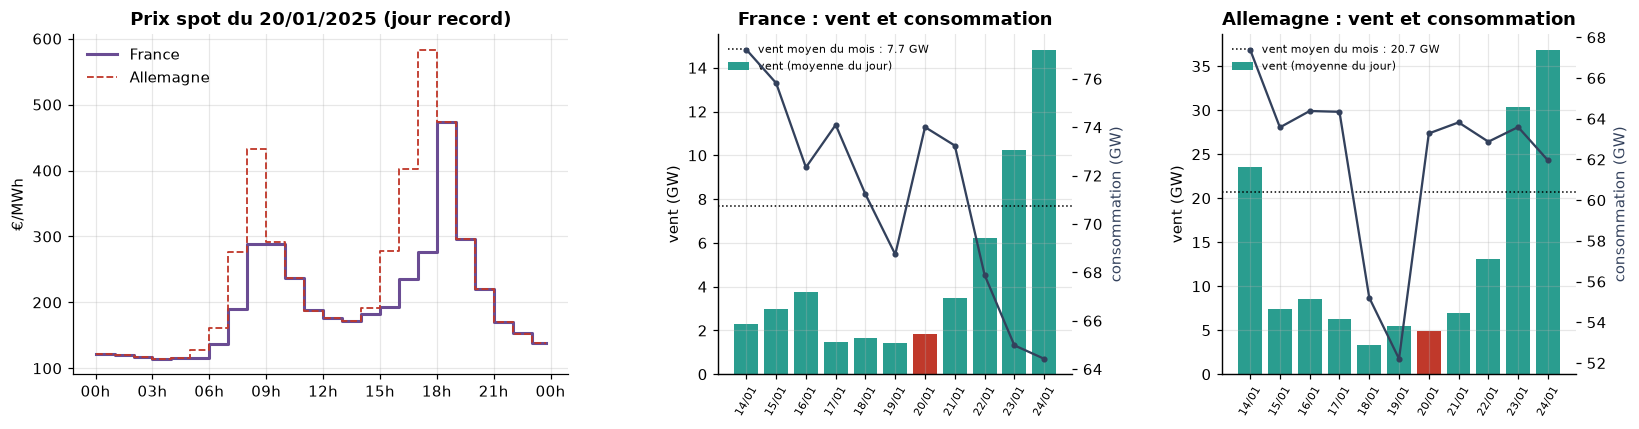 Prix spot du 20/01/2025 (jour record)
France
Allemagne
€/MWh
600
500
400
300
200
100
00h 03h 06h 09h 12h 15h 18h 21h 00h
France : vent et consommation
vent moyen du mois : 7.7 GW
vent (moyenne du jour)
vent (GW)
14
12
10
8
6
4
2
0
76
74
72
70
68
66
64
consommation (GW)
14/01 15/01 16/01 17/01 18/01 19/01 20/01 21/01 22/01 23/01 24/01
Allemagne : vent et consommation
vent moyen du mois : 20.7 GW
vent (moyenne du jour)
vent (GW)
35
30
25
20
15
10
5
0
68
66
64
62
60
58
56
54
52
consommation (GW)
14/01 15/01 16/01 17/01 18/01 19/01 20/01 21/01 22/01 23/01 24/01